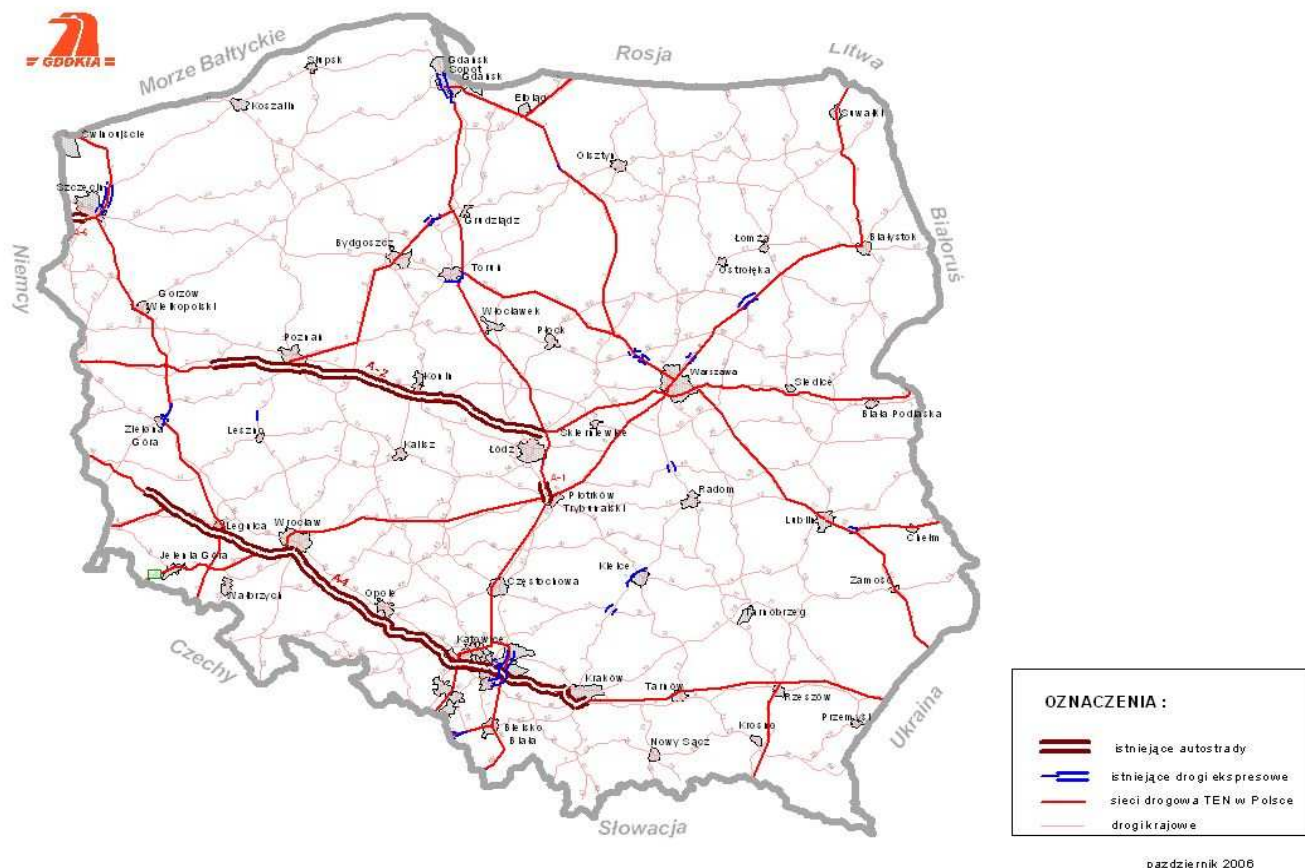 GDDKIA
Morze Bałtyckie
Rosja
Litwa
Białoruś
Ukraina
Słowacja
Czechy
Niemcy
Słupsk
Koszalin
Gdańsk
Sopot
Gdańsk
Elbląg
Suwałki
Świnoujście
Szczecin
Olsztyn
Grudziądz
Bydgoszcz
Łomża
Białystok
Ostrołęka
Toruń
Gorzów
Wielkopolski
Włocławek
Płock
Poznań
A-2
Konin
Warszawa
Siedlce
Biała Podlaska
Zielona
Góra
Leszno
Kalisz
Skierniewice
Łódź
A-1
Piotrków
Trybunalski
Radom
Lublin
Chełm
Legnica
Wrocław
Jelenia Góra
Wałbrzych
A4
Opole
Częstochowa
Kielce
Zamość
Tarnobrzeg
Katowice
Kraków
Tarnów
Rzeszów
Przemyśl
Bielsko
Biała
Nowy Sącz
Krosno
OZNACZENIA :
istniejące autostrady
istniejące drogi ekspresowe
sieci drogowa TEN w Polsce
drogi krajowe
pazdziernik 2006